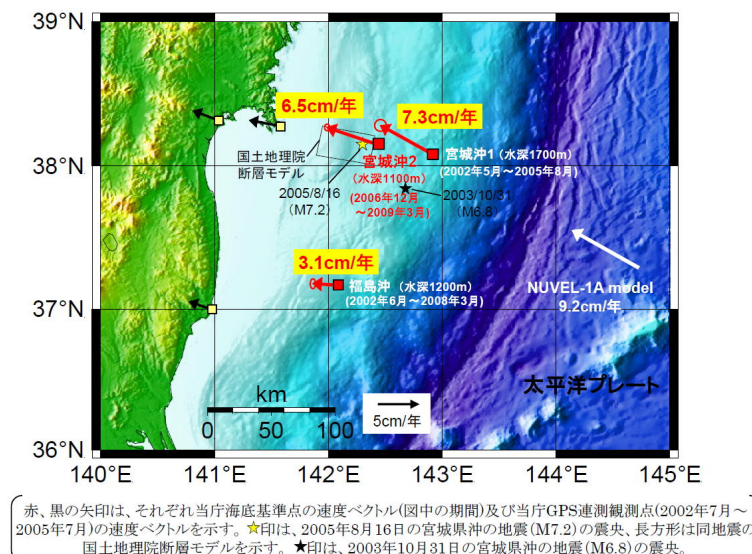 39°N
38°N
37°N
36°N
140°E
141°E
142°E
143°E
144°E
145°E
6.5cm/年
7.3cm/年
国土地理院
断層モデル
宮城沖2
(水深1100m)
(2006年12月
～2009年3月)
宮城沖1 (水深1700m)
(2002年5月～2005年8月)
2005/8/16
(M7.2)
2003/10/31
(M6.8)
3.1cm/年
福島沖 (水深1200m)
(2002年6月～2008年3月)
NUVEL-1A model
9.2cm/年
太平洋プレート
km
0 50 100
5cm/年
赤、黒の矢印は、それぞれ当庁海底基準点の速度ベクトル(図中の期間)及び当庁GPS連測観測点(2002年7月～
2005年7月)の速度ベクトルを示す。★印は、2005年8月16日の宮城県沖の地震(M7.2)の震央、長方形は同地震の
国土地理院断層モデルを示す。★印は、2003年10月31日の宮城県沖の地震(M6.8)の震央。